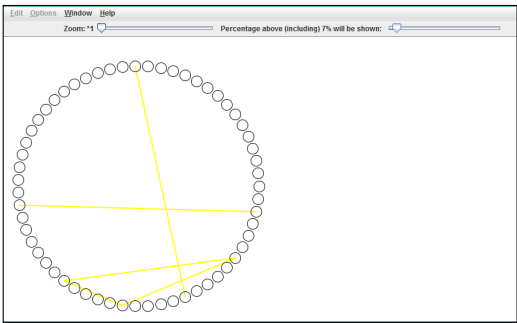 Edit Options Window Help
Zoom: *1 Percentage above (including) 7% will be shown: